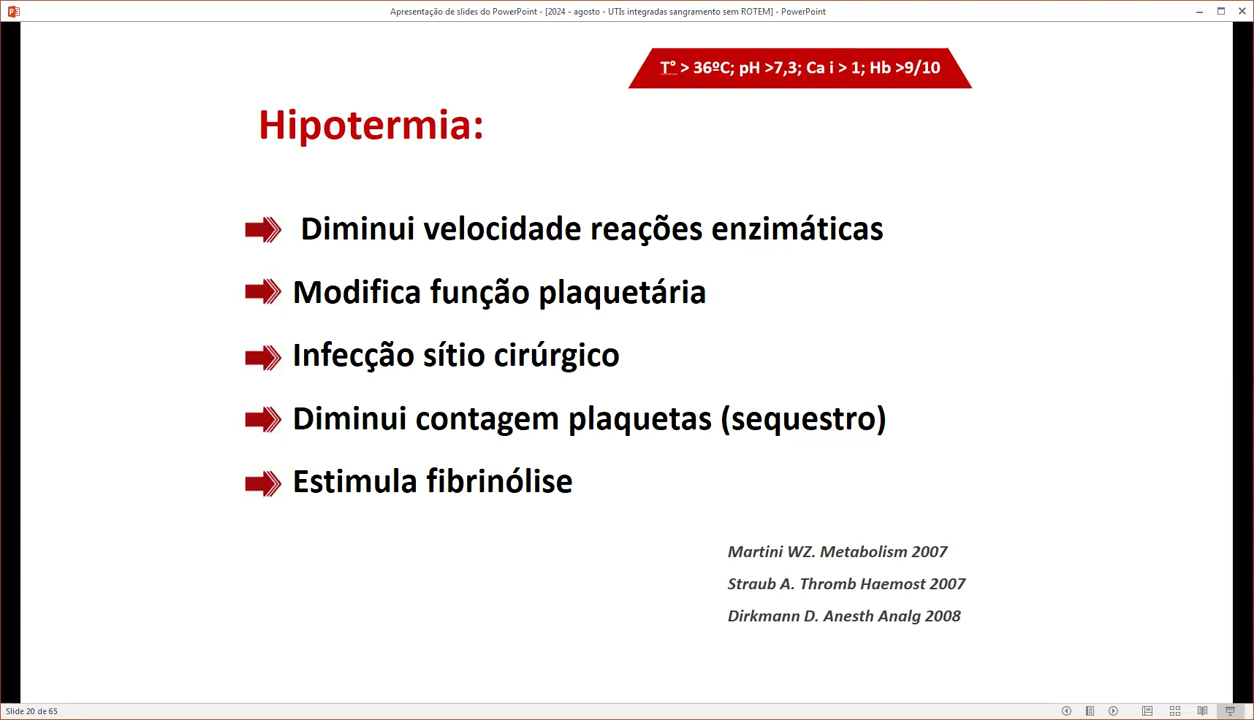 Apresentação de slides do PowerPoint - [2024 - agosto - UTIs integradas sangramento sem ROTEM] - PowerPoint
T° > 36ºC; pH >7,3; Ca i > 1; Hb >9/10
Hipotermia:
Diminui velocidade reações enzimáticas
Modifica função plaquetária
Infecção sítio cirúrgico
Diminui contagem plaquetas (sequestro)
Estimula fibrinólise
Martini WZ. Metabolism 2007
Straub A. Thromb Haemost 2007
Dirkmann D. Anesth Analg 2008
Slide 20 de 65